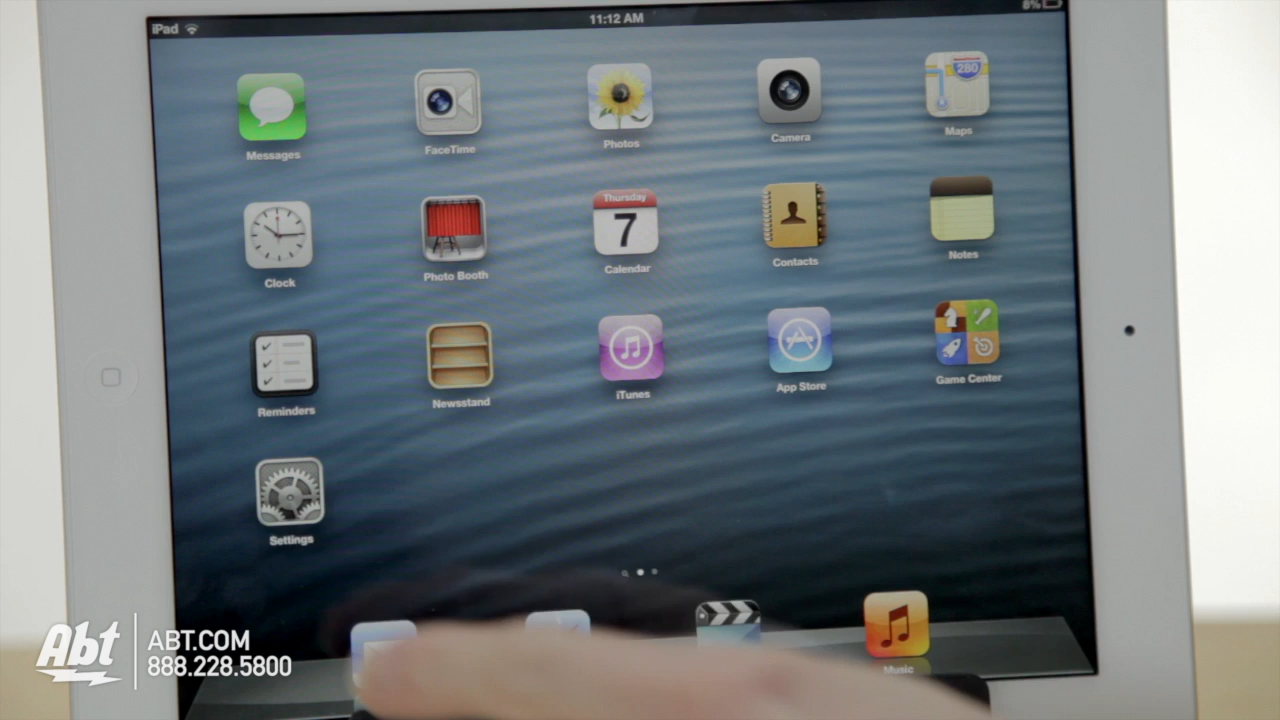 iPad 11:12 AM 8%
Messages FaceTime Photos Camera Maps
280
Thursday
7
Clock Photo Booth Calendar Contacts Notes
Reminders Newsstand iTunes App Store Game Center
Settings
Music
Abt ABT.COM
888.228.5800